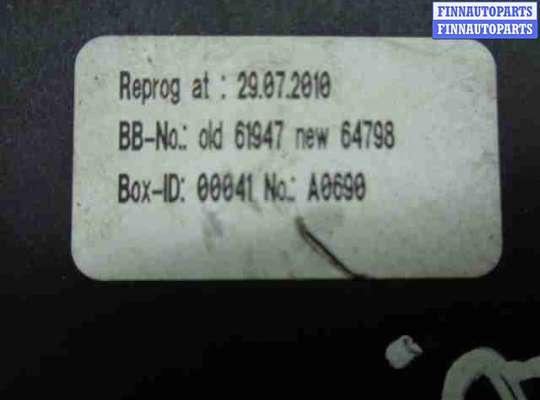 FINNAUTOPARTS
FINNAUTOPARTS
Reprog at : 29.07.2010
BB-No.: old 61947 new 64798
Box-ID: 00041 No.: A0690